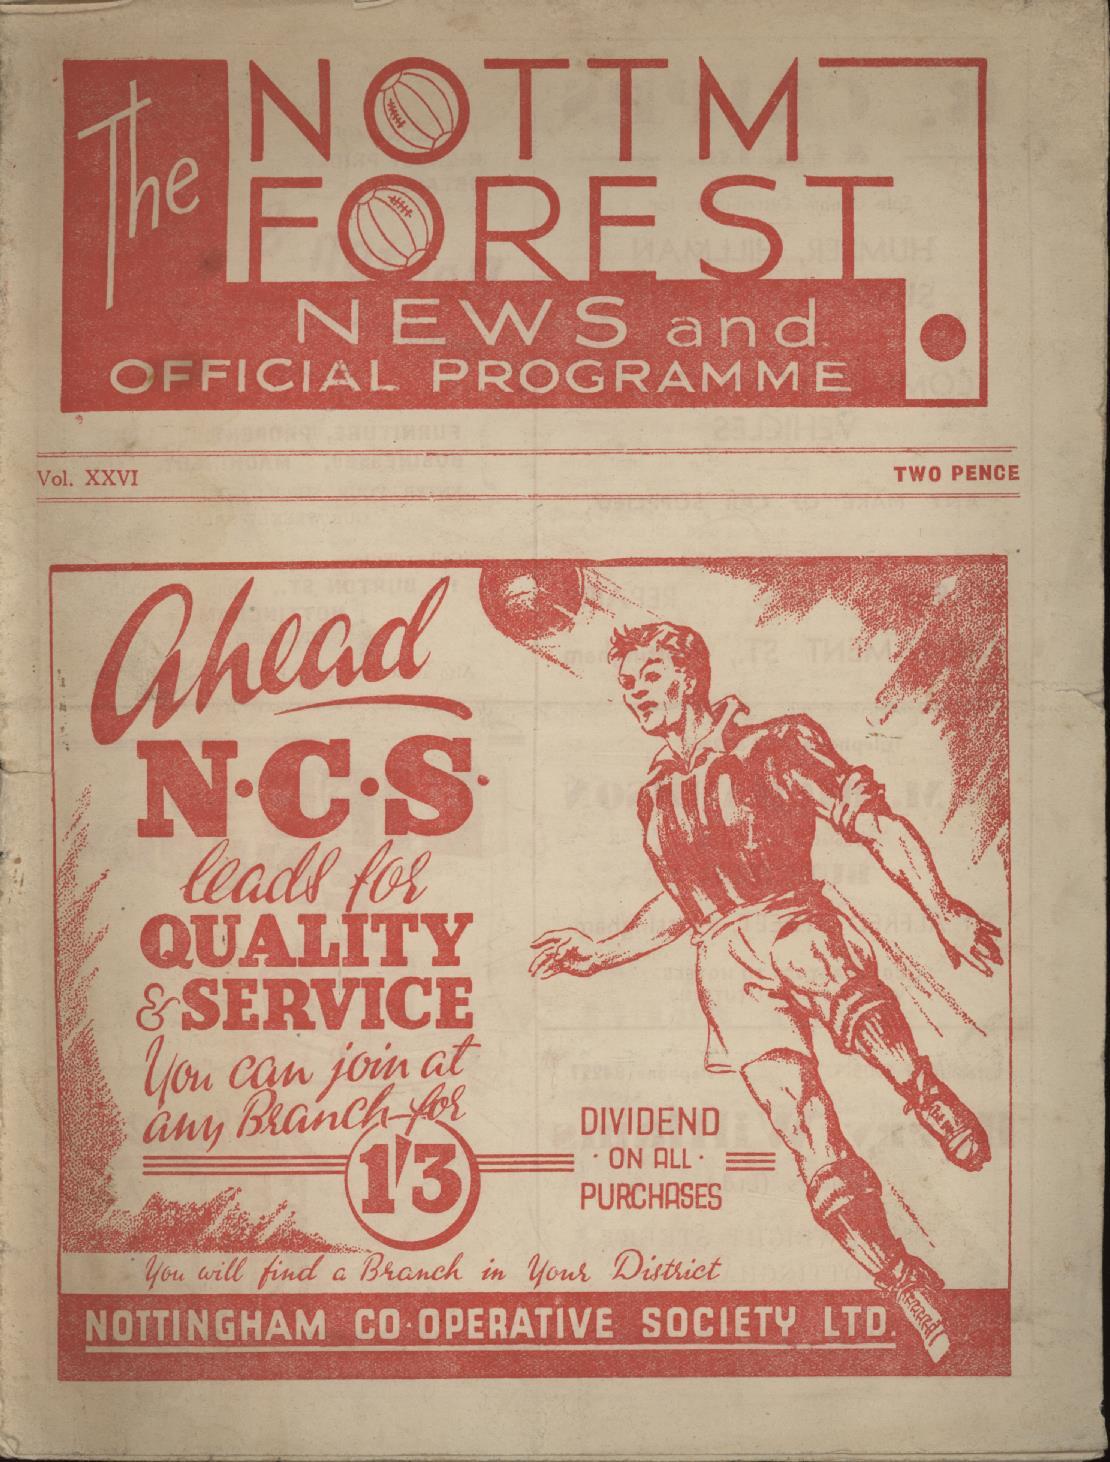 The
NOTTM
FOREST
NEWS and
OFFICIAL PROGRAMME
Vol. XXVI
TWO PENCE
Ahead
N·C·S·
leads for
QUALITY
& SERVICE
You can join at
any Branch for
1'3
DIVIDEND
· ON ALL ·
PURCHASES
You will find a Branch in Your District
NOTTINGHAM CO-OPERATIVE SOCIETY LTD.